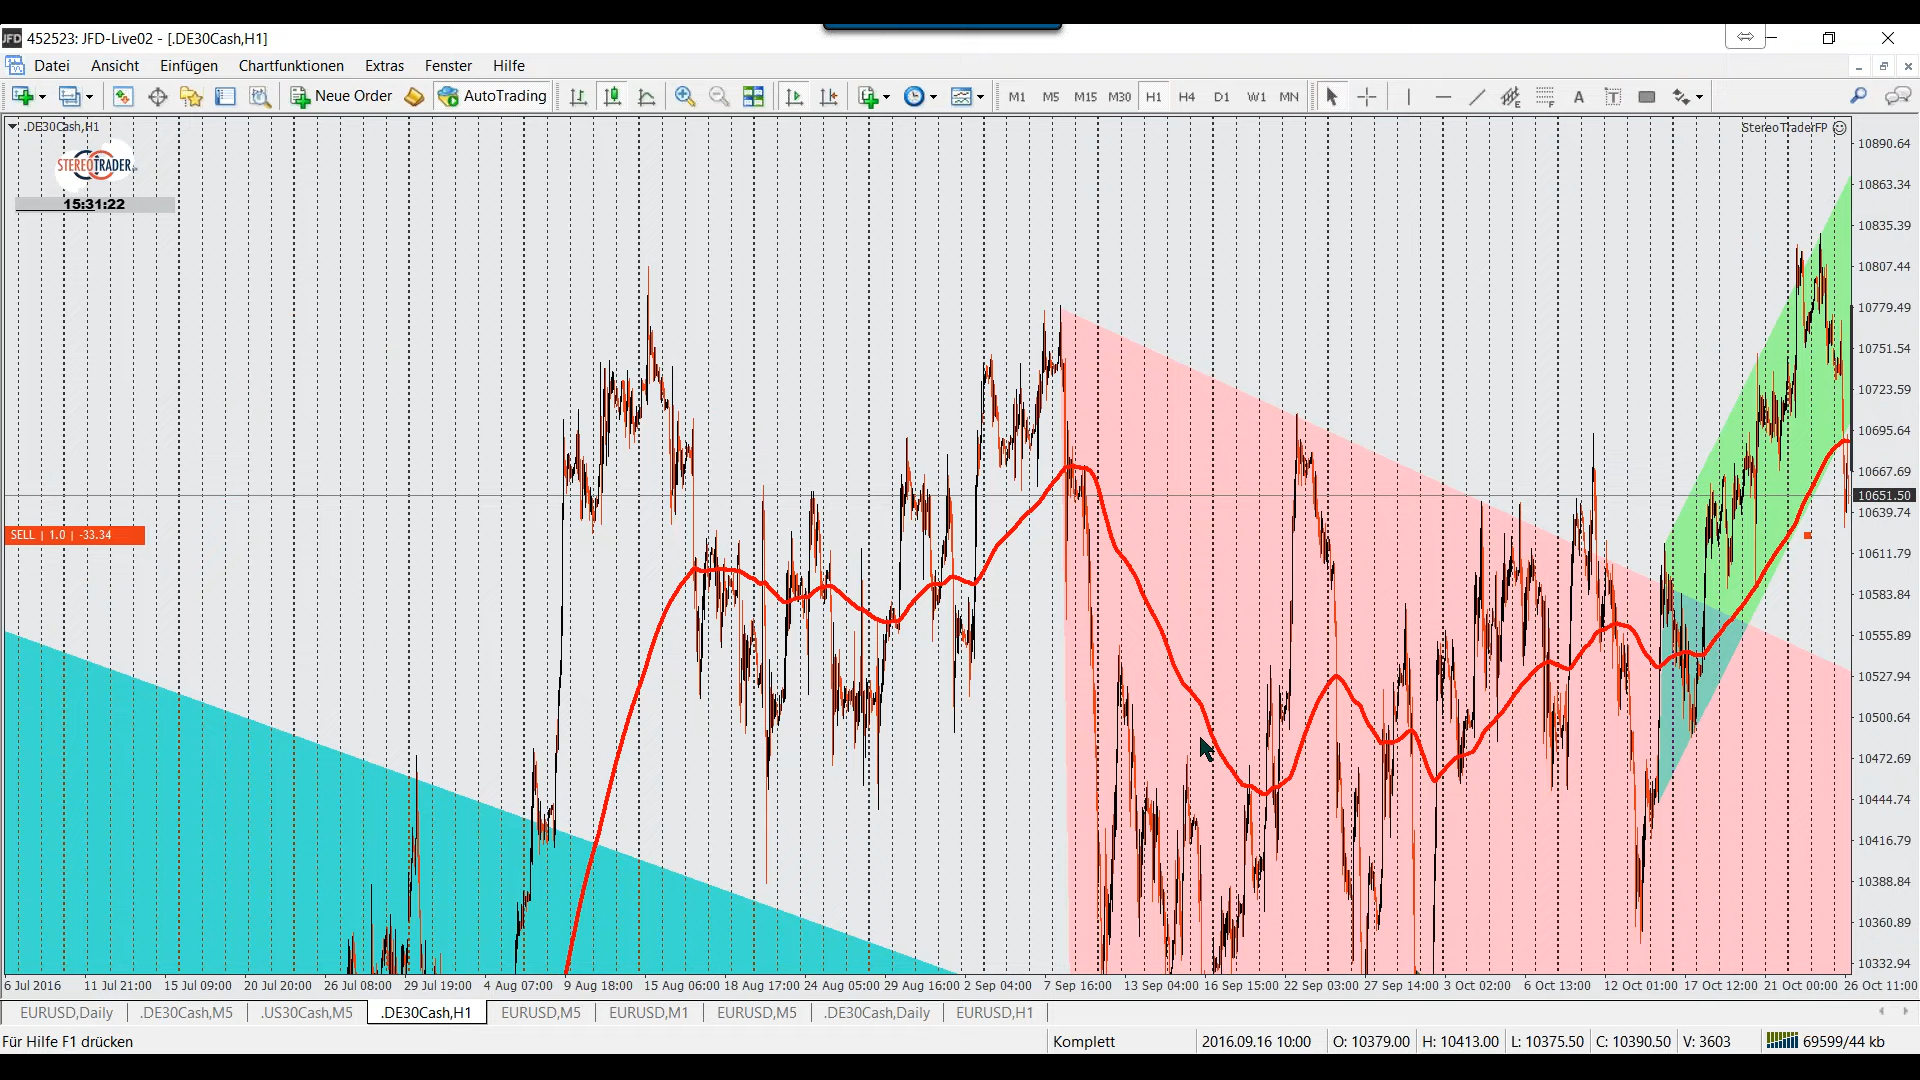 JFD 452523: JFD-Live02 - [.DE30Cash,H1]
Datei Ansicht Einfügen Chartfunktionen Extras Fenster Hilfe
Neue Order AutoTrading M1 M5 M15 M30 H1 H4 D1 W1 MN E F A T
.DE30Cash,H1 StereoTraderFP
STEREOTRADER
15:31:22
SELL | 1.0 | -33.34
10890.64
10863.34
10835.39
10807.44
10779.49
10751.54
10723.59
10695.64
10667.69
10651.50
10639.74
10611.79
10583.84
10555.89
10527.94
10500.64
10472.69
10444.74
10416.79
10388.84
10360.89
10332.94
6 Jul 2016 11 Jul 21:00 15 Jul 09:00 20 Jul 20:00 26 Jul 08:00 29 Jul 19:00 4 Aug 07:00 9 Aug 18:00 15 Aug 06:00 18 Aug 17:00 24 Aug 05:00 29 Aug 16:00 2 Sep 04:00 7 Sep 16:00 13 Sep 04:00 16 Sep 15:00 22 Sep 03:00 27 Sep 14:00 3 Oct 02:00 6 Oct 13:00 12 Oct 01:00 17 Oct 12:00 21 Oct 00:00 26 Oct 11:00
EURUSD,Daily .DE30Cash,M5 .US30Cash,M5 .DE30Cash,H1 EURUSD,M5 EURUSD,M1 EURUSD,M5 .DE30Cash,Daily EURUSD,H1
Für Hilfe F1 drücken Komplett 2016.09.16 10:00 O: 10379.00 H: 10413.00 L: 10375.50 C: 10390.50 V: 3603 69599/44 kb